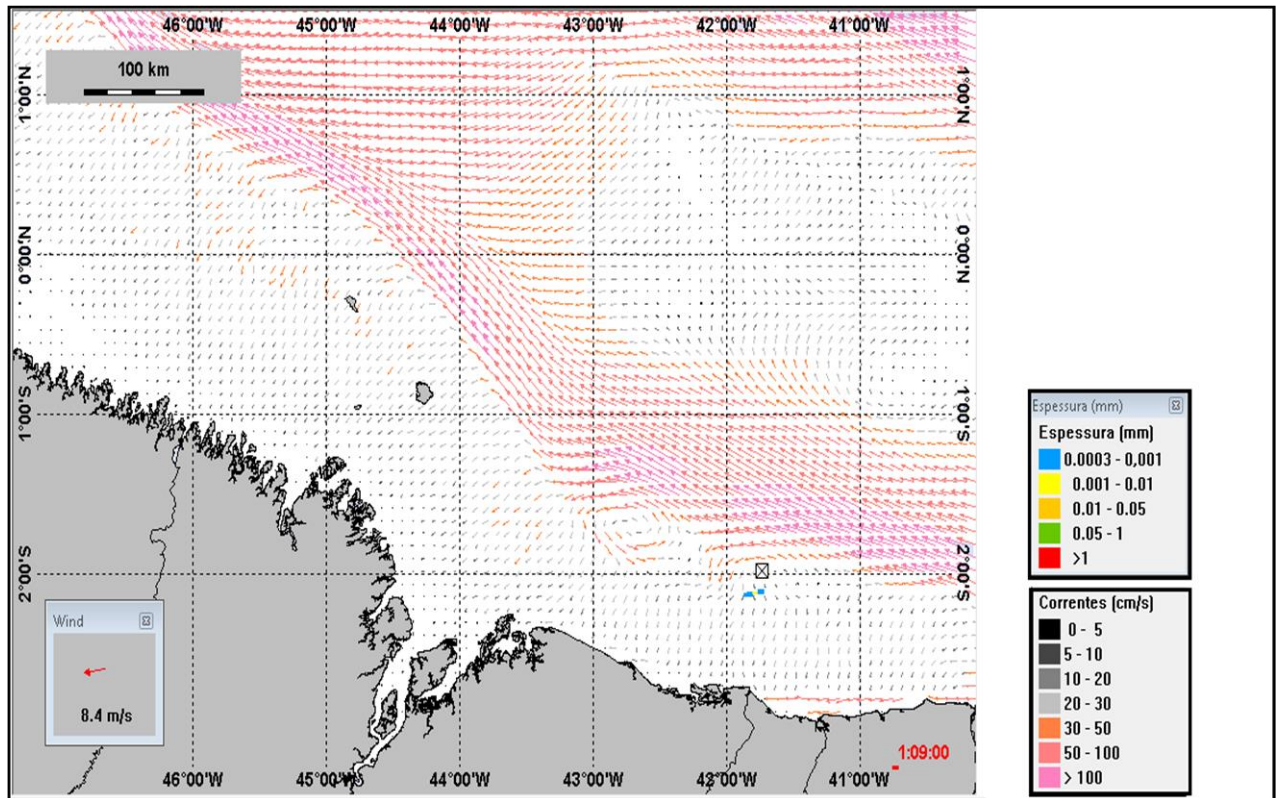 46°00'W 45°00'W 44°00'W 43°00'W 42°00'W 41°00'W
100 km
1°00'N
1°00'N
0°00'N
0°00'N
1°00'S
1°00'S
2°00'S
2°00'S
Wind
8.4 m/s
1:09:00
46°00'W 45°00'W 44°00'W 43°00'W 42°00'W 41°00'W
Espessura (mm)
Espessura (mm)
0.0003 - 0,001
0.001 - 0.01
0.01 - 0.05
0.05 - 1
>1
Correntes (cm/s)
0 - 5
5 - 10
10 - 20
20 - 30
30 - 50
50 - 100
> 100